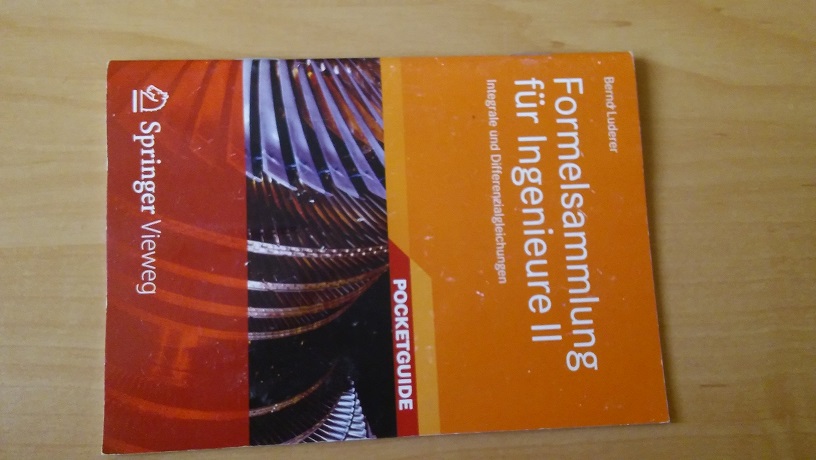 Bernd Luderer
Formelsammlung
für Ingenieure II
Integrale und Differenzialgleichungen
POCKETGUIDE
Springer Vieweg